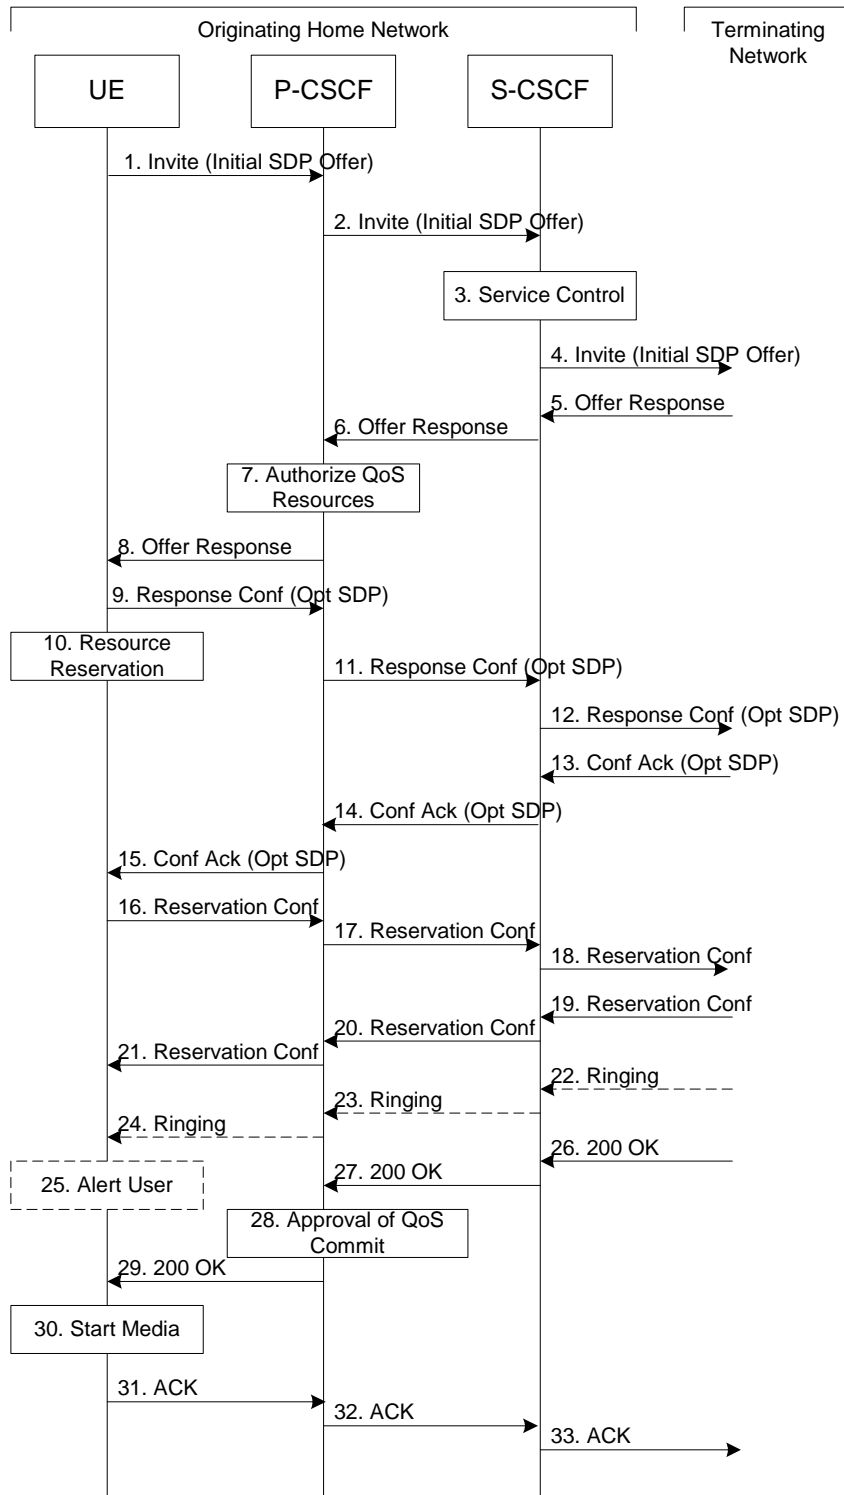 Originating Home Network
Terminating
Network
UE
P-CSCF
S-CSCF
1. Invite (Initial SDP Offer)
2. Invite (Initial SDP Offer)
3. Service Control
4. Invite (Initial SDP Offer)
5. Offer Response
6. Offer Response
7. Authorize QoS
Resources
8. Offer Response
9. Response Conf (Opt SDP)
10. Resource
Reservation
11. Response Conf (Opt SDP)
12. Response Conf (Opt SDP)
13. Conf Ack (Opt SDP)
14. Conf Ack (Opt SDP)
15. Conf Ack (Opt SDP)
16. Reservation Conf
17. Reservation Conf
18. Reservation Conf
19. Reservation Conf
20. Reservation Conf
21. Reservation Conf
22. Ringing
23. Ringing
24. Ringing
25. Alert User
26. 200 OK
27. 200 OK
28. Approval of QoS
Commit
29. 200 OK
30. Start Media
31. ACK
32. ACK
33. ACK